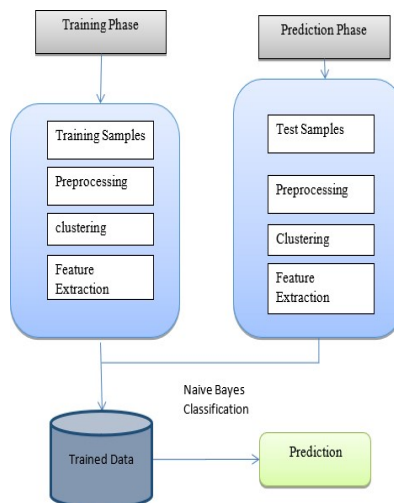 Training Phase
Prediction Phase
Training Samples
Preprocessing
clustering
Feature
Extraction
Test Samples
Preprocessing
Clustering
Feature
Extraction
Naive Bayes
Classification
Trained Data
Prediction